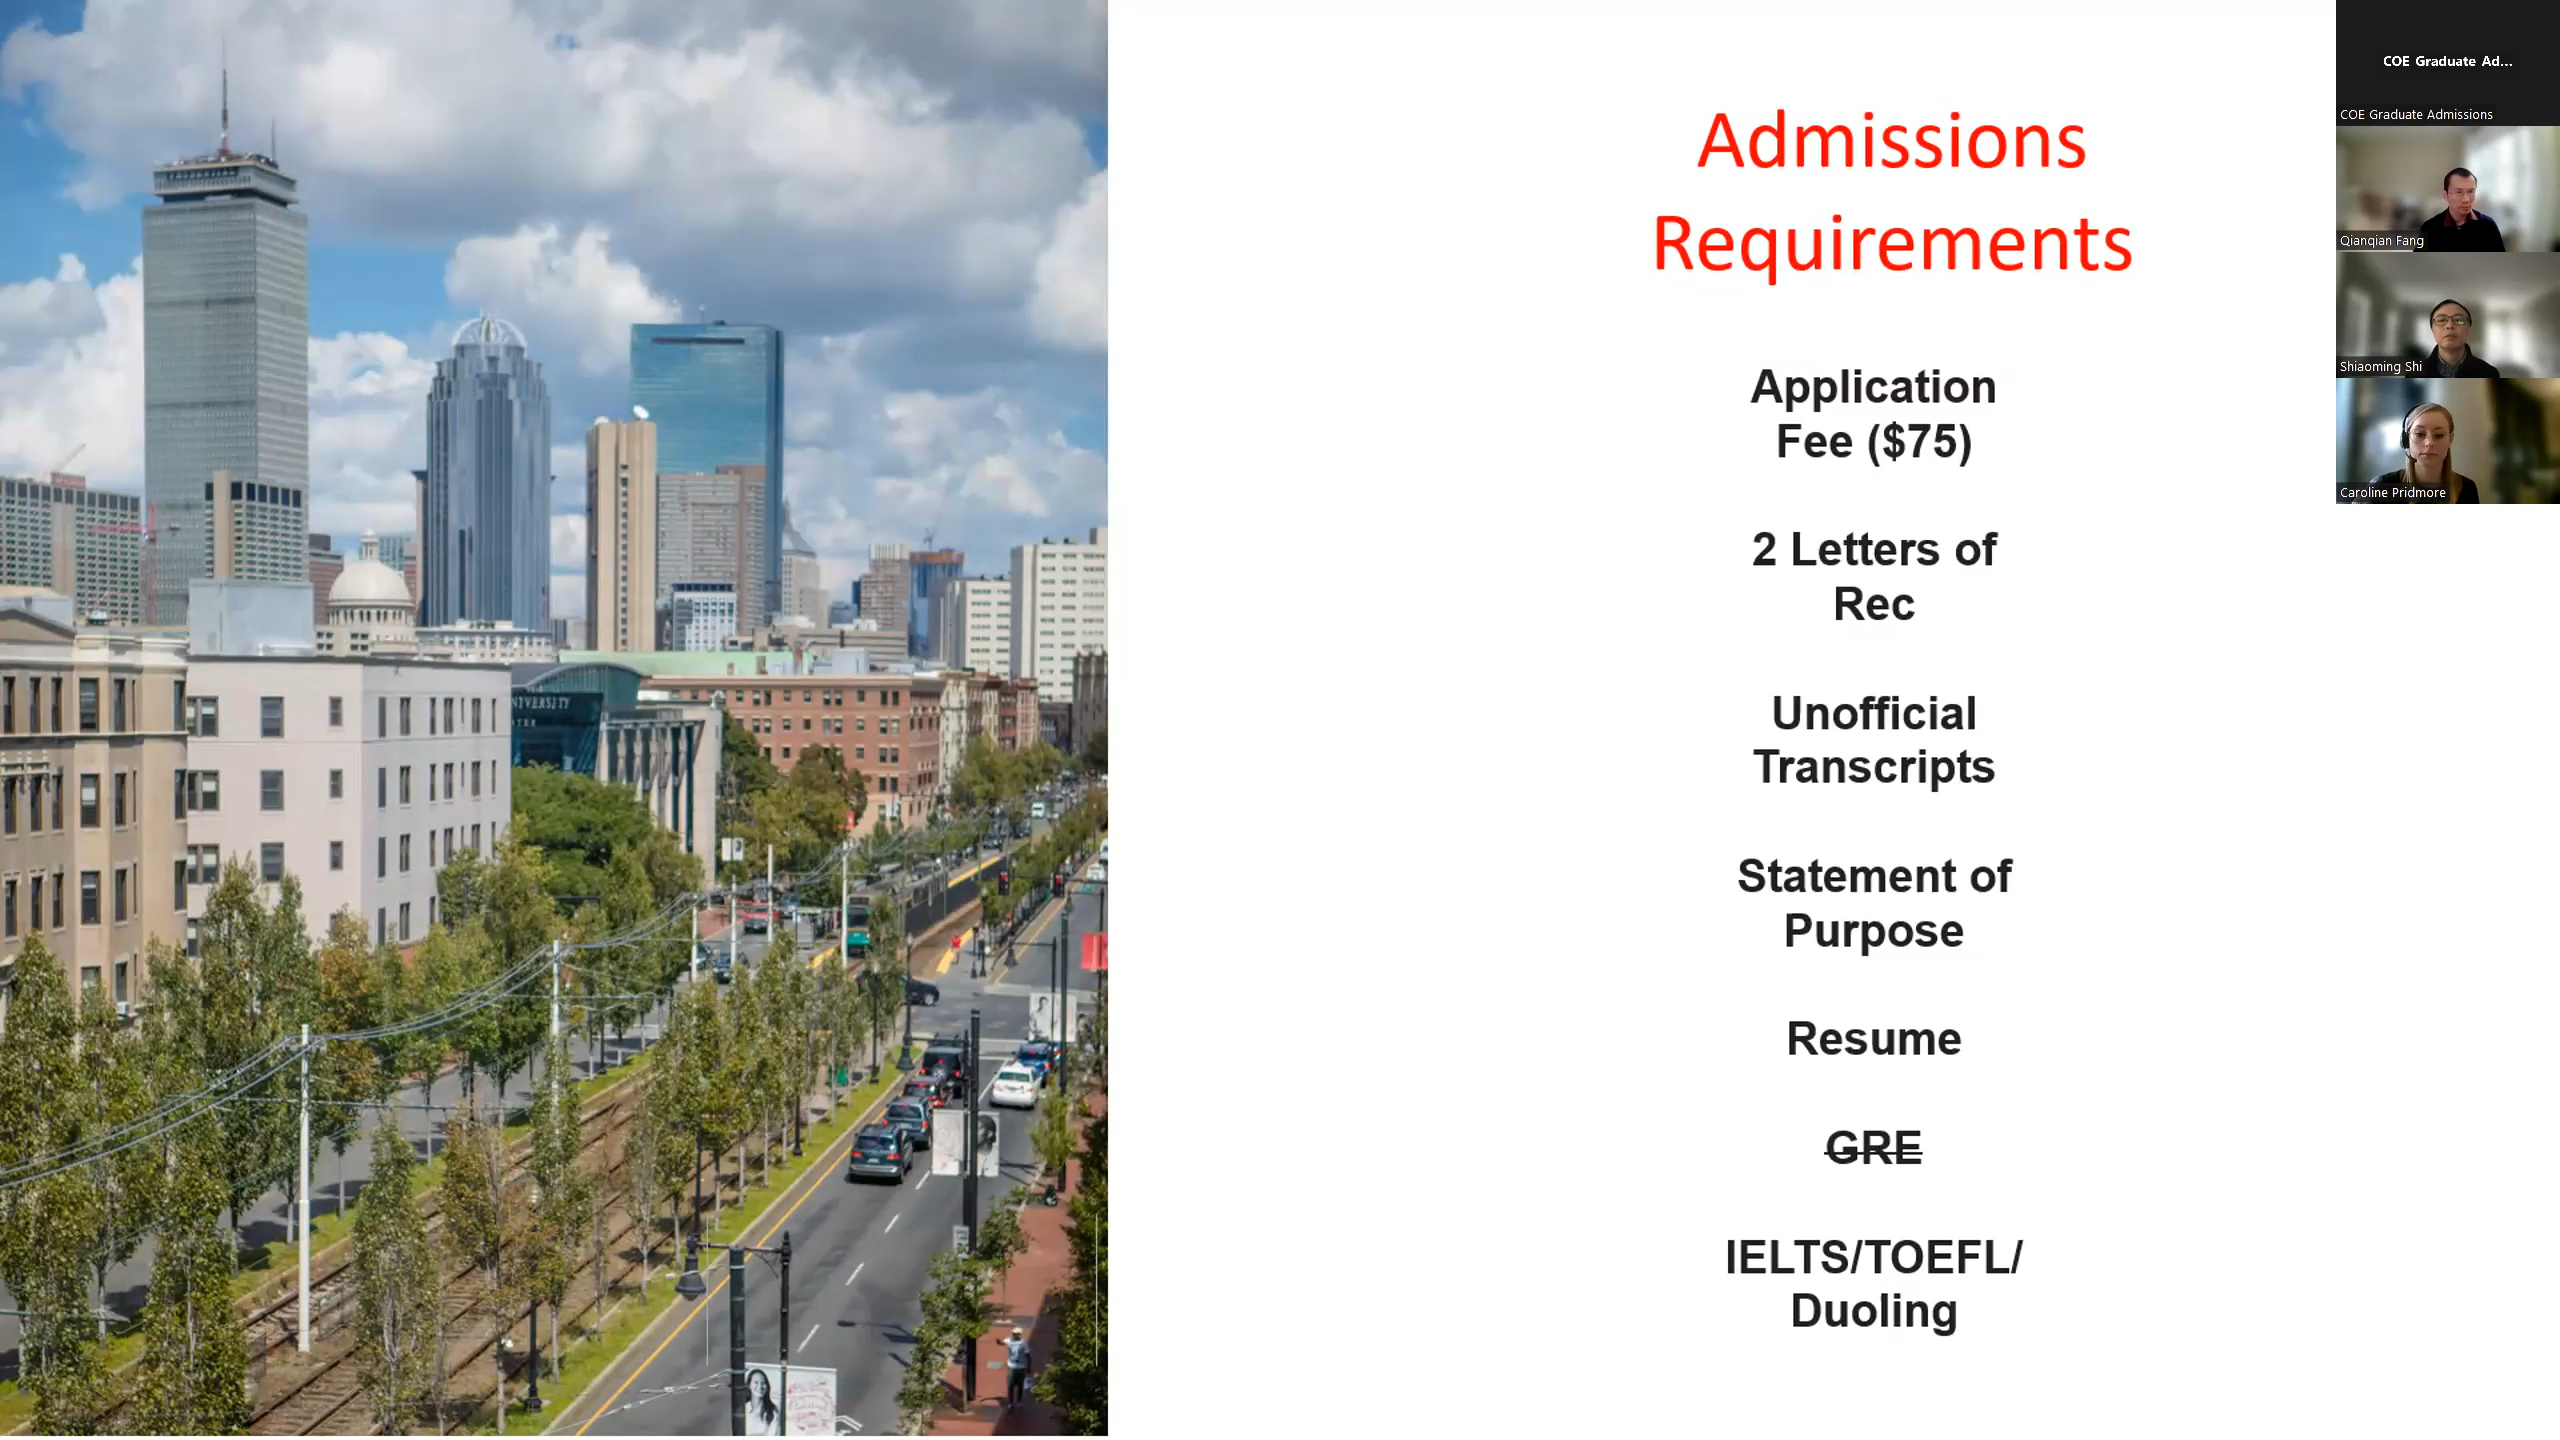 Admissions
Requirements
Application
Fee ($75)
2 Letters of
Rec
Unofficial
Transcripts
Statement of
Purpose
Resume
GRE
IELTS/TOEFL/
Duoling
COE Graduate Ad...
COE Graduate Admissions
Qianqian Fang
Shiaoming Shi
Caroline Pridmore